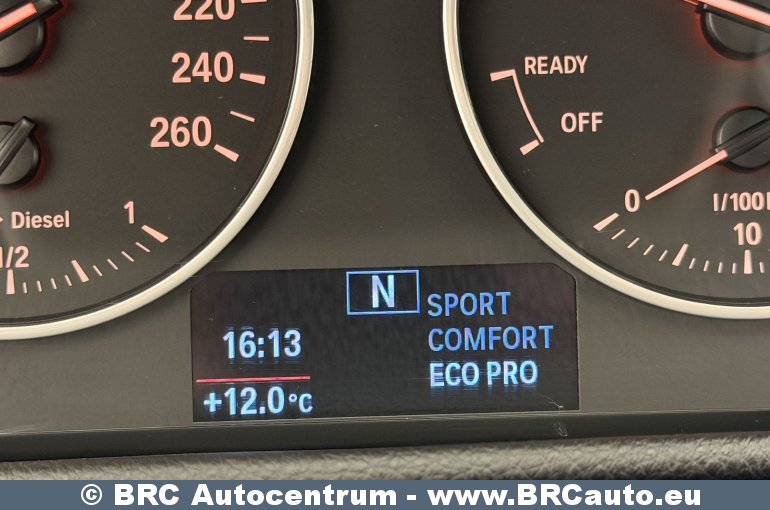 220
240
260
Diesel
1
1/2
READY
OFF
0
l/100
10
N
SPORT
16:13
COMFORT
ECO PRO
+12.0°C
© BRC Autocentrum - www.BRCauto.eu